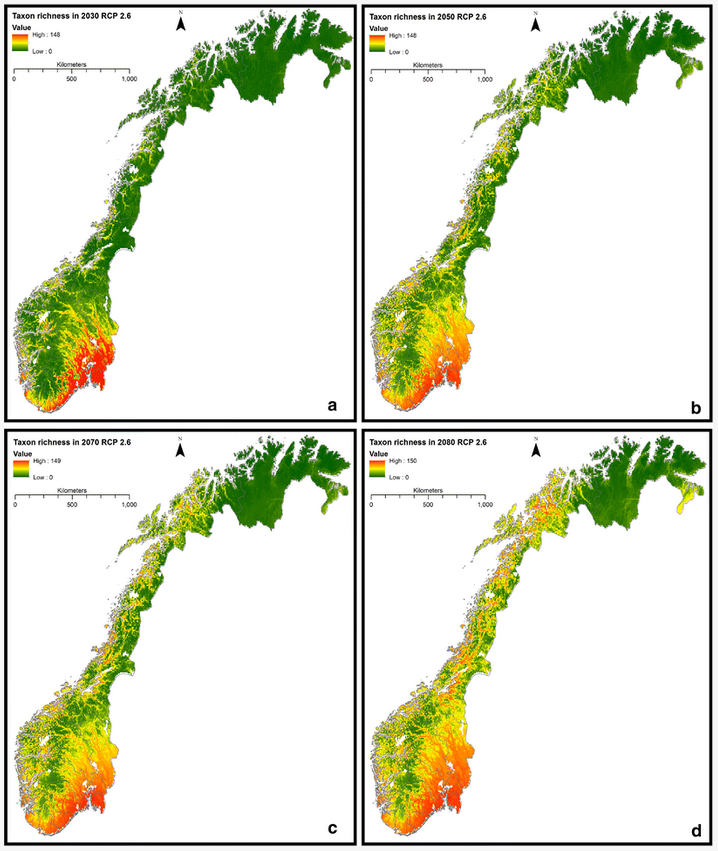 Taxon richness in 2030 RCP 2.6
Value
High : 148
Low : 0
Kilometers
0 500 1,000
N
a
Taxon richness in 2050 RCP 2.6
Value
High : 148
Low : 0
Kilometers
0 500 1,000
N
b
Taxon richness in 2070 RCP 2.6
Value
High : 149
Low : 0
Kilometers
0 500 1,000
N
c
Taxon richness in 2080 RCP 2.6
Value
High : 150
Low : 0
Kilometers
0 500 1,000
N
d